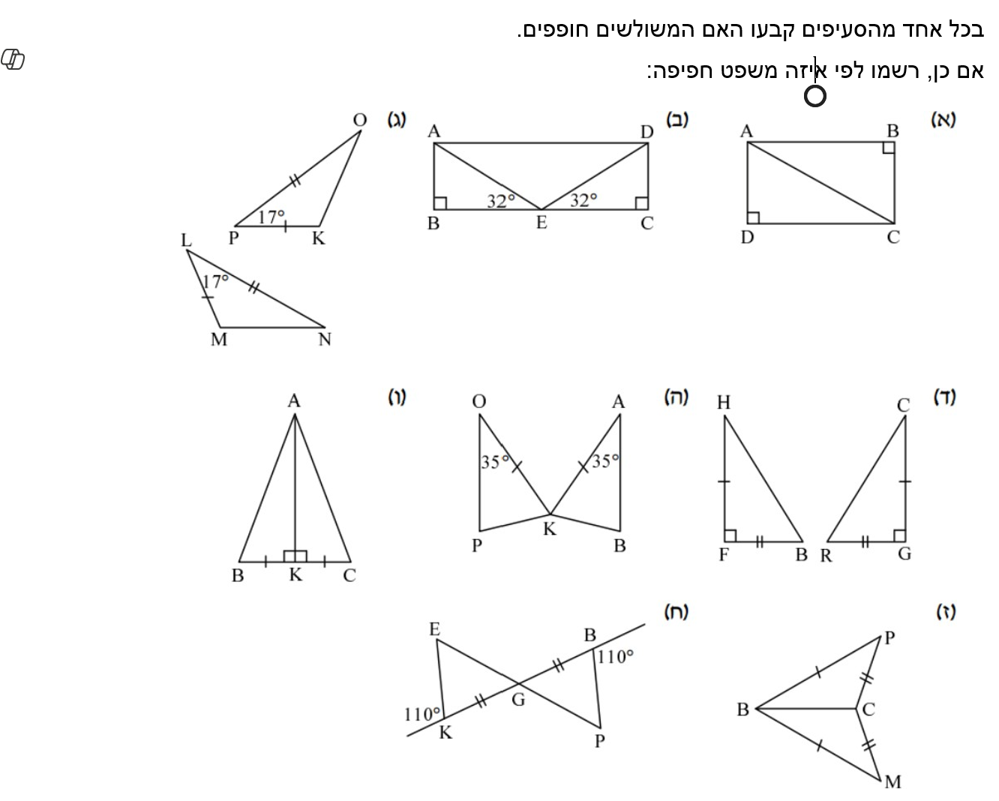 בכל אחד מהסעיפים קבעו האם המשולשים חופפים.
אם כן, רשמו לפי איזה משפט חפיפה:
(א)
A B
D C
(ב)
A D
32° 32°
B E C
(ג)
O
17°
P K
L
17°
M N
(ד)
H C
F B R G
(ה)
O A
35° 35°
K
P B
(ו)
A
B K C
(ז)
P
B C
M
(ח)
E B
110°
G
110°
K P